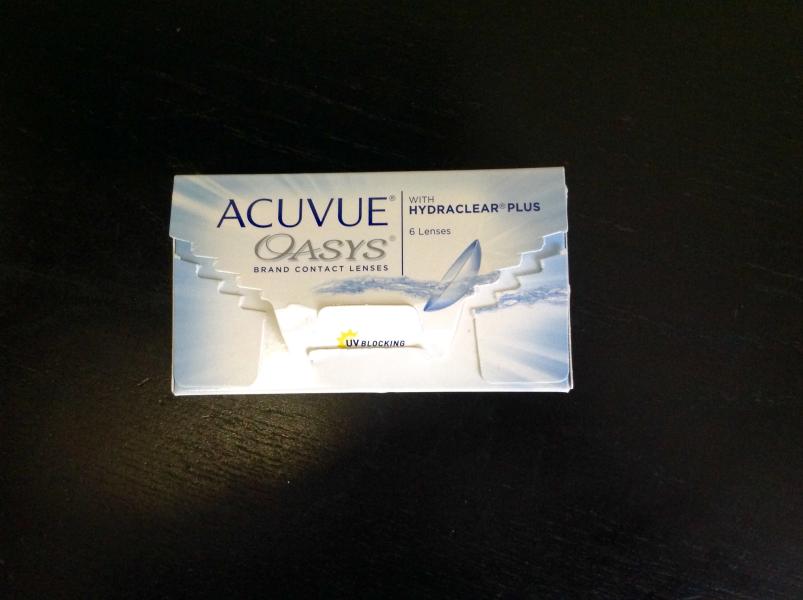 ACUVUE®
OASYS®
BRAND CONTACT LENSES
WITH
HYDRACLEAR® PLUS
6 Lenses
UV BLOCKING